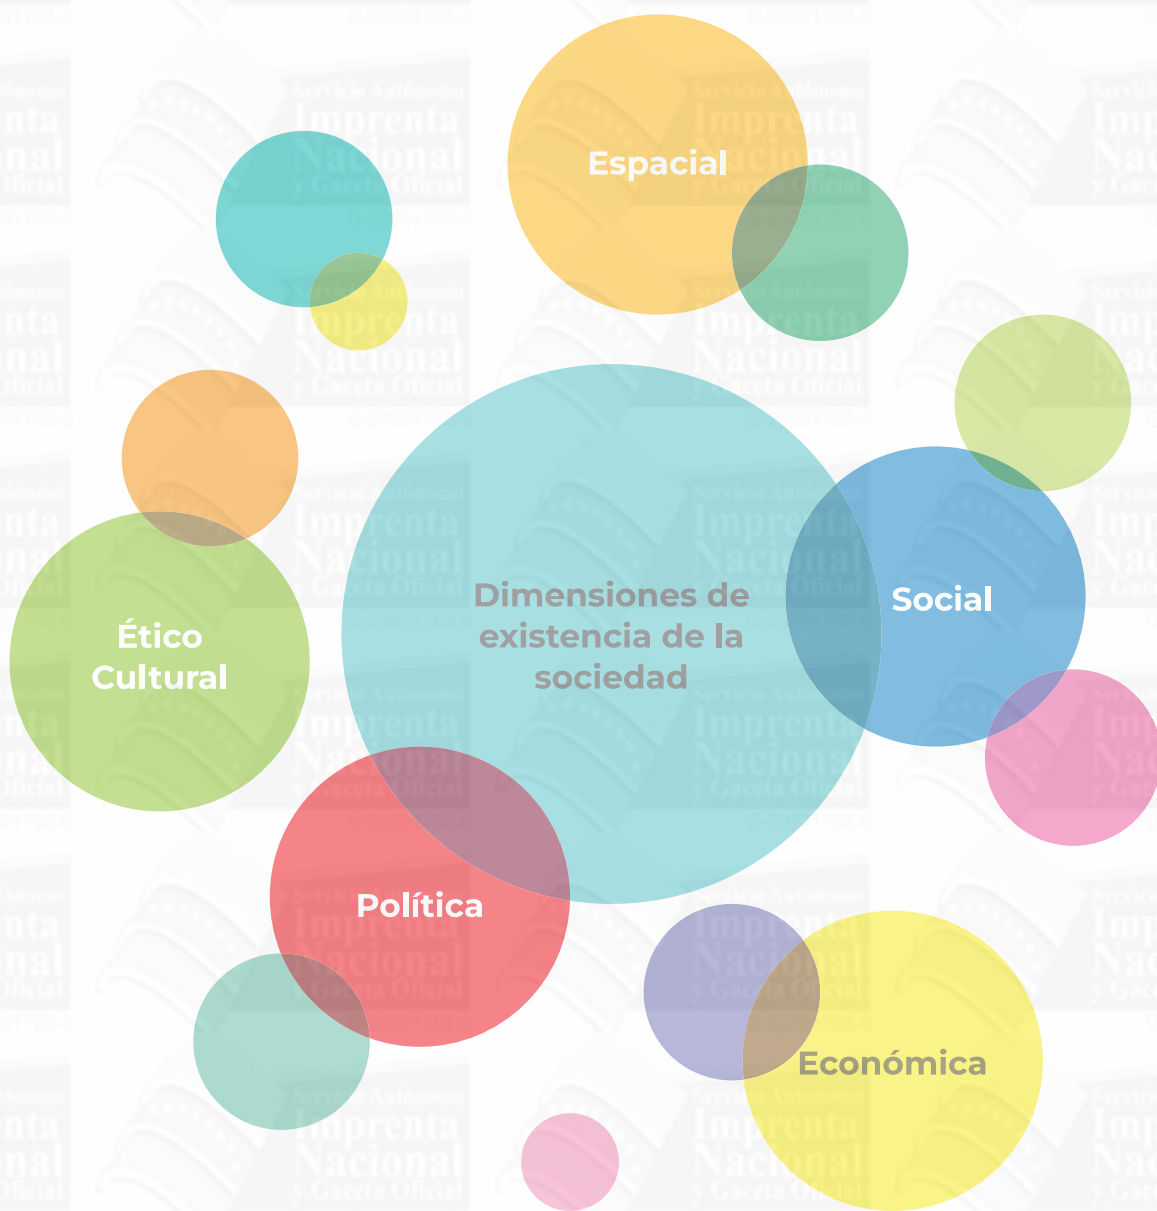 Espacial
Dimensiones de
existencia de la
sociedad
Social
Ético
Cultural
Política
Económica
Servicio Autónomo
Imprenta
Nacional
y Gaceta Oficial